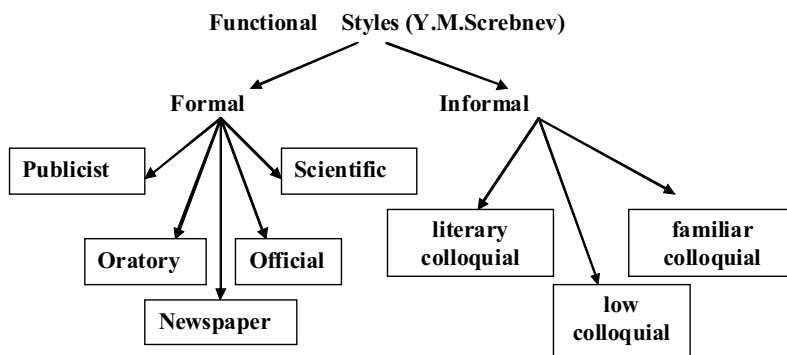 Functional Styles (Y.M.Screbnev)
Formal
Informal
Publicist
Scientific
Oratory
Official
Newspaper
literary
colloquial
familiar
colloquial
low
colloquial